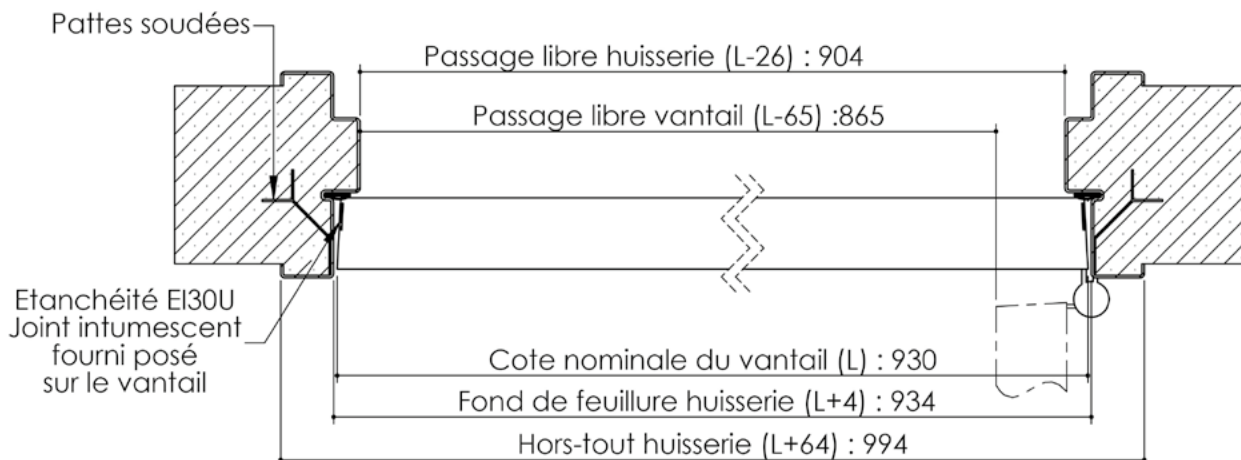 Pattes soudées
Passage libre huisserie (L-26) : 904
Passage libre vantail (L-65) :865
Etanchéité EI30U
Joint intumescent
fourni posé
sur le vantail
Cote nominale du vantail (L) : 930
Fond de feuillure huisserie (L+4) : 934
Hors-tout huisserie (L+64) : 994